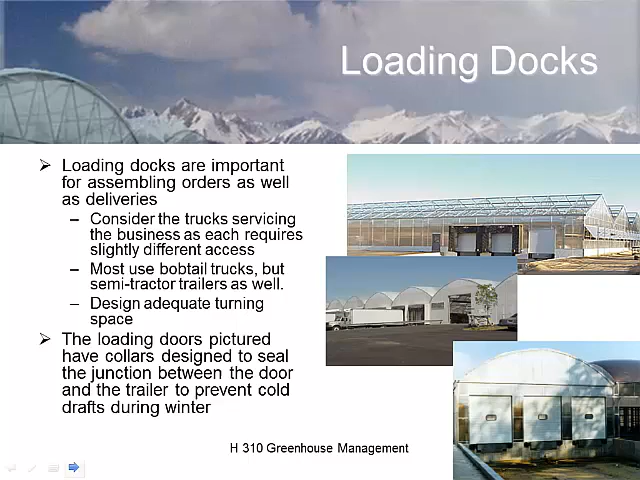 Loading Docks
➢ Loading docks are important
for assembling orders as well
as deliveries
– Consider the trucks servicing
the business as each requires
slightly different access
– Most use bobtail trucks, but
semi-tractor trailers as well.
– Design adequate turning
space
➢ The loading doors pictured
have collars designed to seal
the junction between the door
and the trailer to prevent cold
drafts during winter
H 310 Greenhouse Management